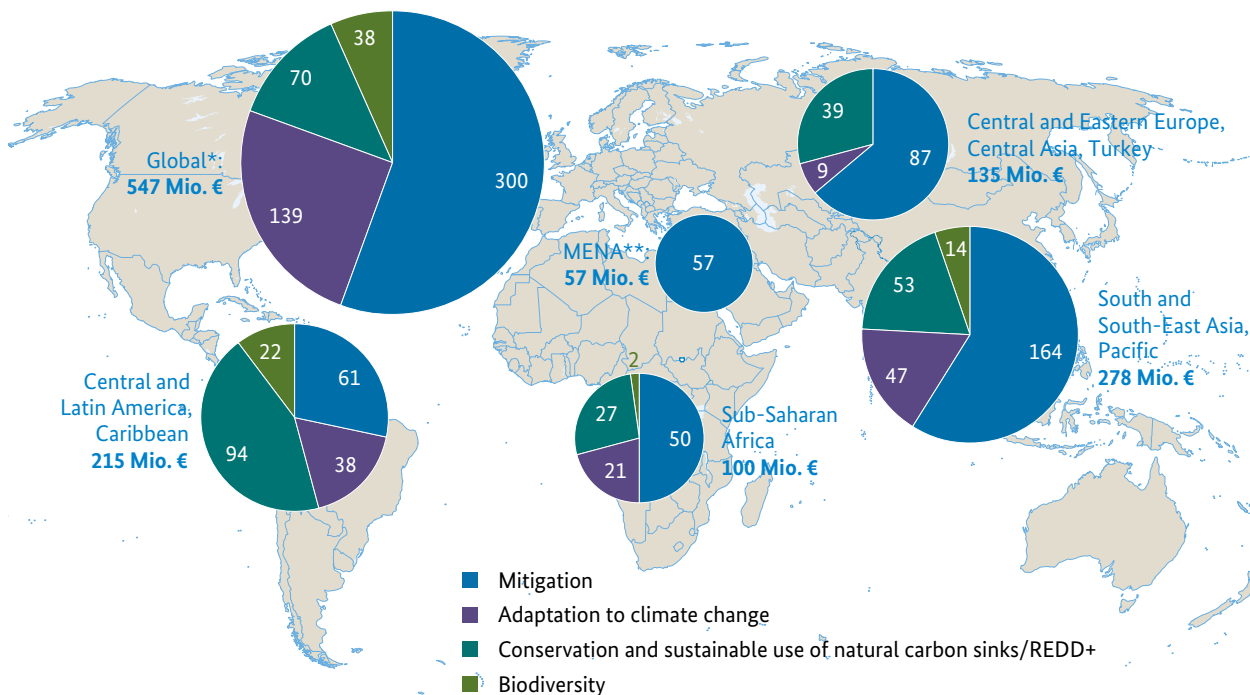 Global*:
547 Mio. €
38
70
139
300
Central and Eastern Europe,
Central Asia, Turkey
135 Mio. €
39
9
87
MENA**:
57 Mio. €
57
South and
South-East Asia,
Pacific
278 Mio. €
14
53
47
164
Central and
Latin America,
Caribbean
215 Mio. €
22
61
94
38
Sub-Saharan
Africa
100 Mio. €
2
27
50
21
Mitigation
Adaptation to climate change
Conservation and sustainable use of natural carbon sinks/REDD+
Biodiversity